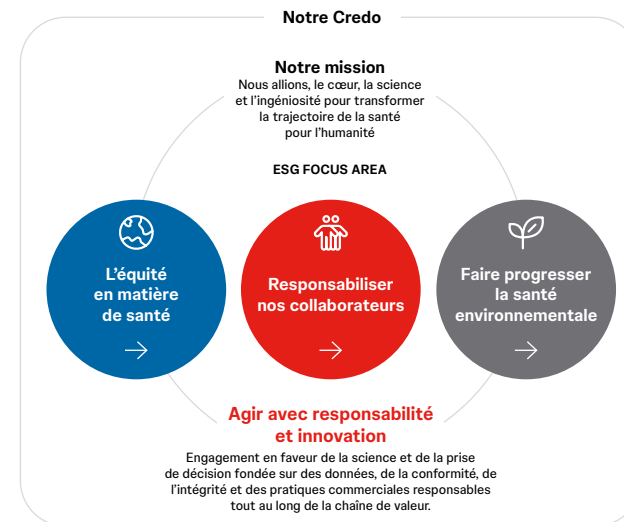 Notre Credo
Notre mission
Nous allions, le cœur, la science
et l'ingéniosité pour transformer
la trajectoire de la santé
pour l'humanité
ESG FOCUS AREA
L'équité
en matière
de santé
Responsabiliser
nos collaborateurs
Faire progresser
la santé
environnementale
Agir avec responsabilité
et innovation
Engagement en faveur de la science et de la prise
de décision fondée sur des données, de la conformité, de
l'intégrité et des pratiques commerciales responsables
tout au long de la chaîne de valeur.